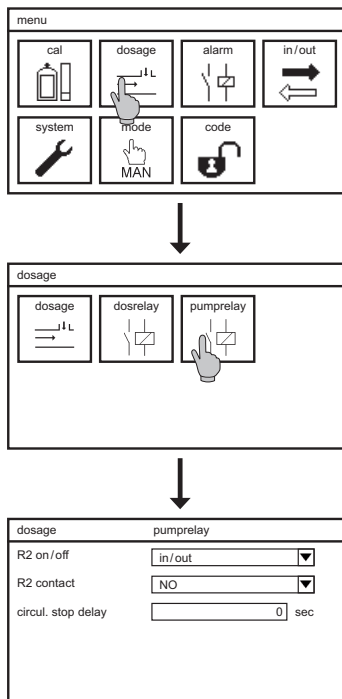 menu
cal dosage alarm in/out
system mode code
MAN
dosage
dosage dosrelay pumprelay
dosage pumprelay
R2 on/off in/out
R2 contact NO
circul. stop delay 0 sec